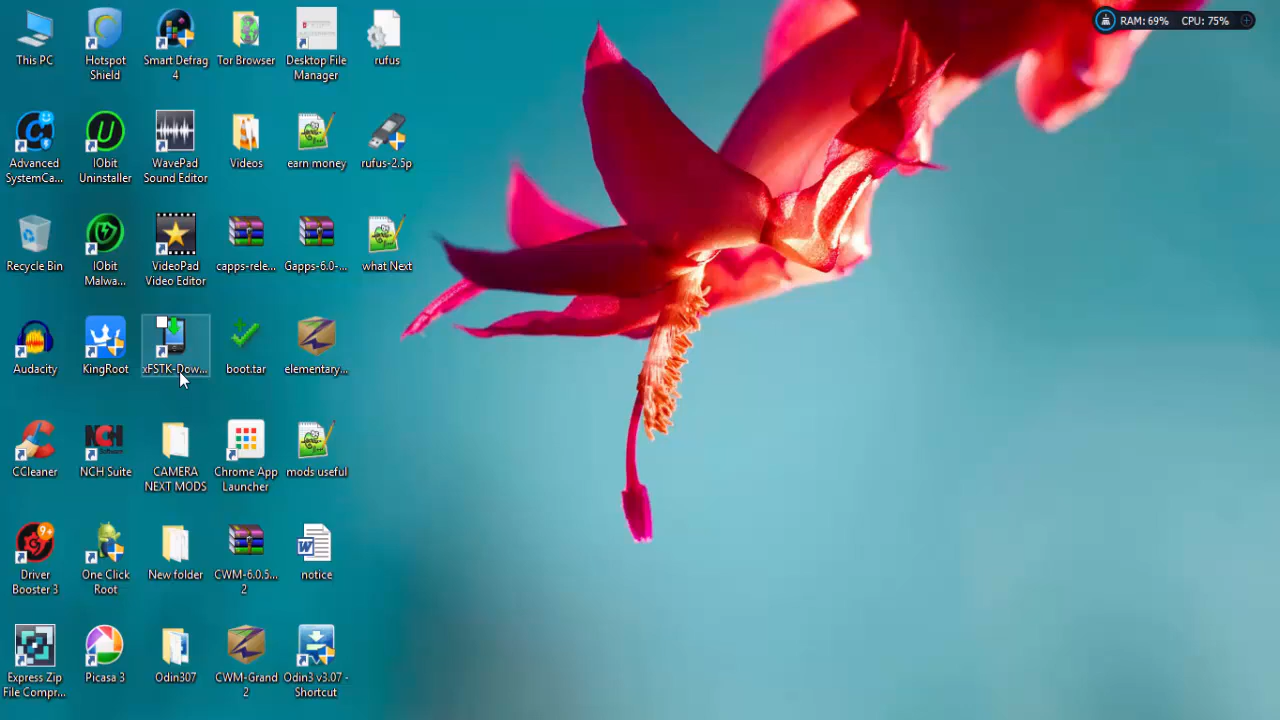 This PC
Hotspot
Shield
Smart Defrag
4
Tor Browser
Desktop File
Manager
rufus
RAM: 69% CPU: 75%
Advanced
SystemCa...
IObit
Uninstaller
WavePad
Sound Editor
Videos
earn money
rufus-2.5p
Recycle Bin
IObit
Malwa...
VideoPad
Video Editor
capps-rele...
Gapps-6.0-...
what Next
Audacity
KingRoot
xFSTK-Dow...
boot.tar
elementary...
CCleaner
NCH
Software
NCH Suite
CAMERA
NEXT MODS
Chrome App
Launcher
mods useful
9+
Driver
Booster 3
One Click
Root
New folder
CWM-6.0.5...
2
notice
Express Zip
File Compr...
Picasa 3
Odin307
CWM-Grand
2
Odin3 v3.07 -
Shortcut